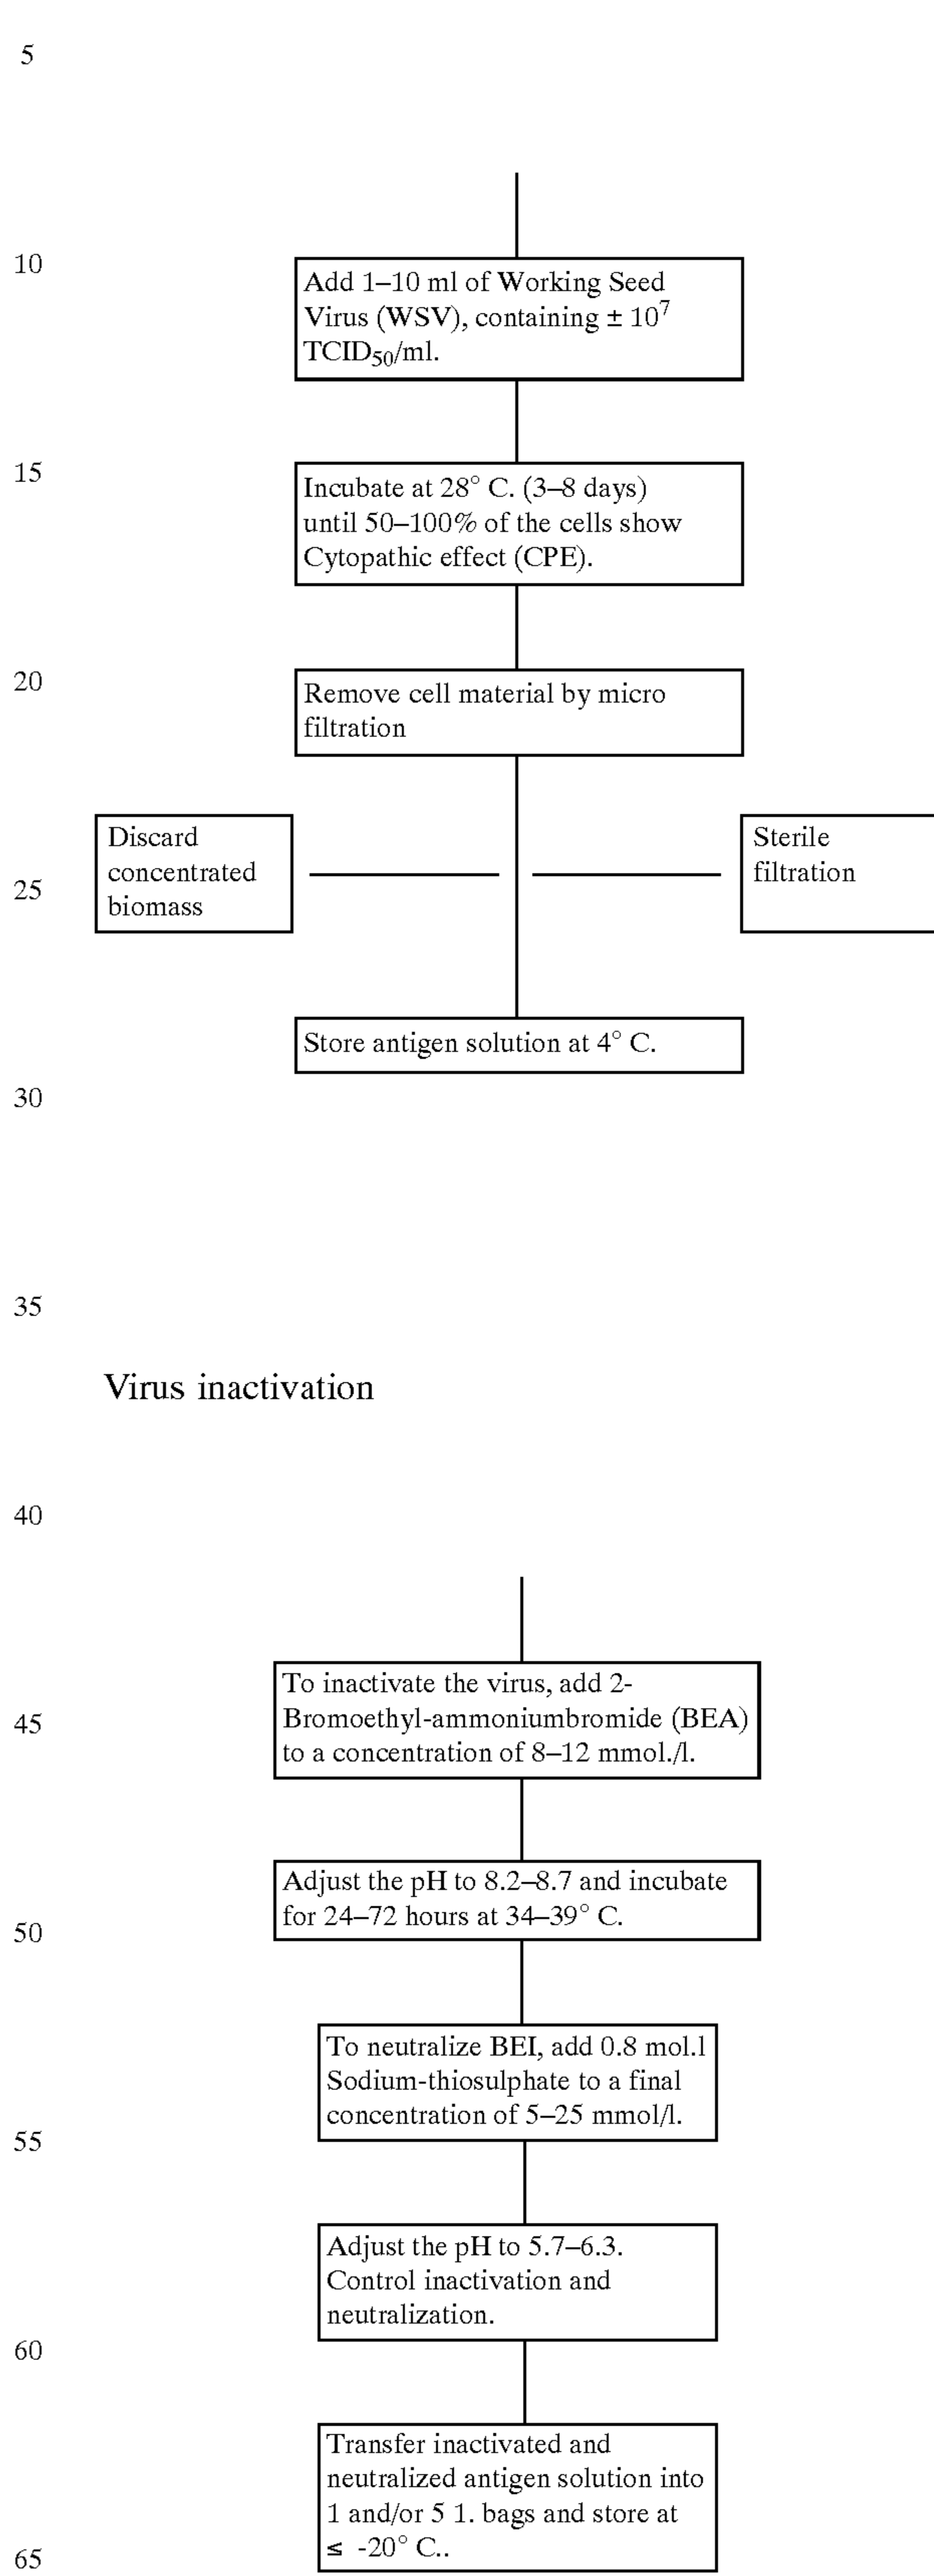 5
10
Add 1–10 ml of Working Seed
Virus (WSV), containing ± 10⁷
TCID₅₀/ml.
15
Incubate at 28° C. (3–8 days)
until 50–100% of the cells show
Cytopathic effect (CPE).
20
Remove cell material by micro
filtration
Discard
concentrated
biomass
Sterile
filtration
25
Store antigen solution at 4° C.
30
35
Virus inactivation
40
To inactivate the virus, add 2-
Bromoethyl-ammoniumbromide (BEA)
to a concentration of 8–12 mmol./l.
45
Adjust the pH to 8.2–8.7 and incubate
for 24–72 hours at 34–39° C.
50
To neutralize BEI, add 0.8 mol.l
Sodium-thiosulphate to a final
concentration of 5–25 mmol/l.
55
Adjust the pH to 5.7–6.3.
Control inactivation and
neutralization.
60
Transfer inactivated and
neutralized antigen solution into
1 and/or 5 1. bags and store at
≤ -20° C..
65